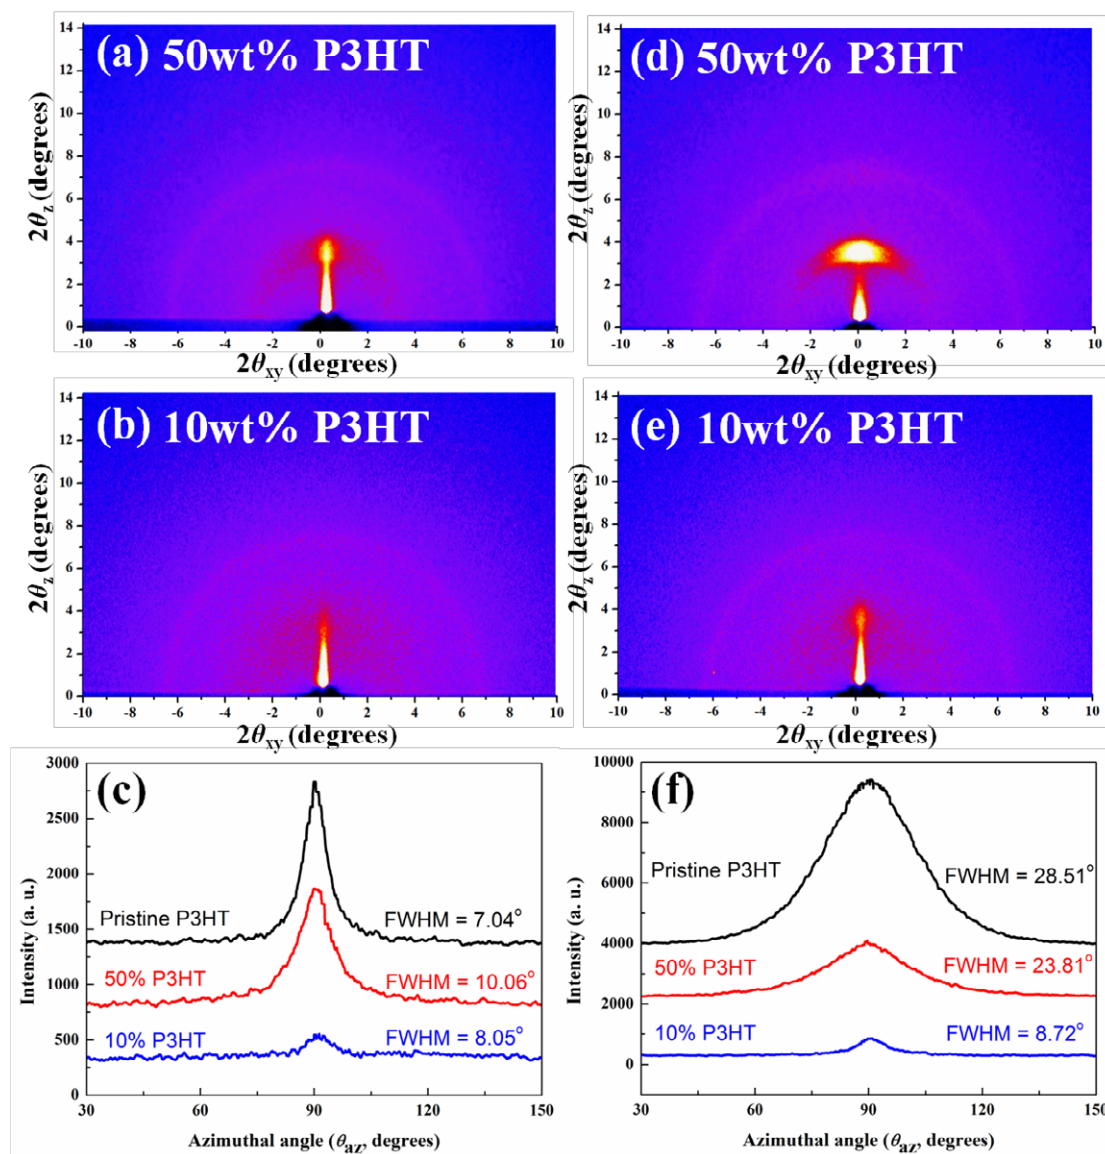 (a) 50wt% P3HT
14
12
10
8
6
4
2
0
2θz (degrees)
-10 -8 -6 -4 -2 0 2 4 6 8 10
2θxy (degrees)
(d) 50wt% P3HT
14
12
10
8
6
4
2
0
2θz (degrees)
-10 -8 -6 -4 -2 0 2 4 6 8 10
2θxy (degrees)
(b) 10wt% P3HT
14
12
10
8
6
4
2
0
2θz (degrees)
-10 -8 -6 -4 -2 0 2 4 6 8 10
2θxy (degrees)
(e) 10wt% P3HT
14
12
10
8
6
4
2
0
2θz (degrees)
-10 -8 -6 -4 -2 0 2 4 6 8 10
2θxy (degrees)
(c)
3000
2500
2000
1500
1000
500
0
Intensity (a. u.)
Pristine P3HT FWHM = 7.04°
50% P3HT FWHM = 10.06°
10% P3HT FWHM = 8.05°
30 60 90 120 150
Azimuthal angle (θaz, degrees)
(f)
10000
8000
6000
4000
2000
0
Intensity (a. u.)
Pristine P3HT FWHM = 28.51°
50% P3HT FWHM = 23.81°
10% P3HT FWHM = 8.72°
30 60 90 120 150
Azimuthal angle (θaz, degrees)